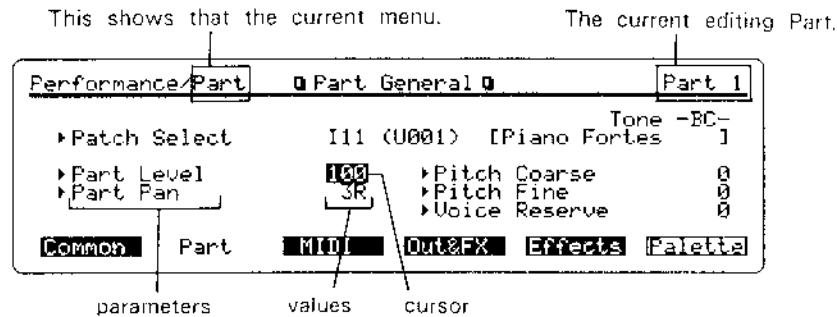 This shows that the current menu. The current editing Part.
Performance/Part Part General Part 1
Tone -BC-
Patch Select I11 (U001) [Piano Fortes ]
Part Level 100 Pitch Coarse 0
Part Pan 3R Pitch Fine 0
Voice Reserve 0
Common Part MIDI Out&FX Effects Palette
parameters values cursor